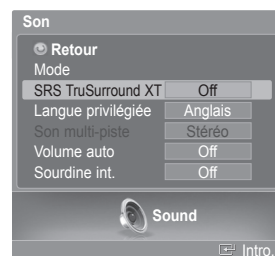 Son
Retour
Mode
SRS TruSurround XT Off
Langue privilégiée Anglais
Son multi-piste Stéréo
Volume auto Off
Sourdine int. Off
Sound
Intro.